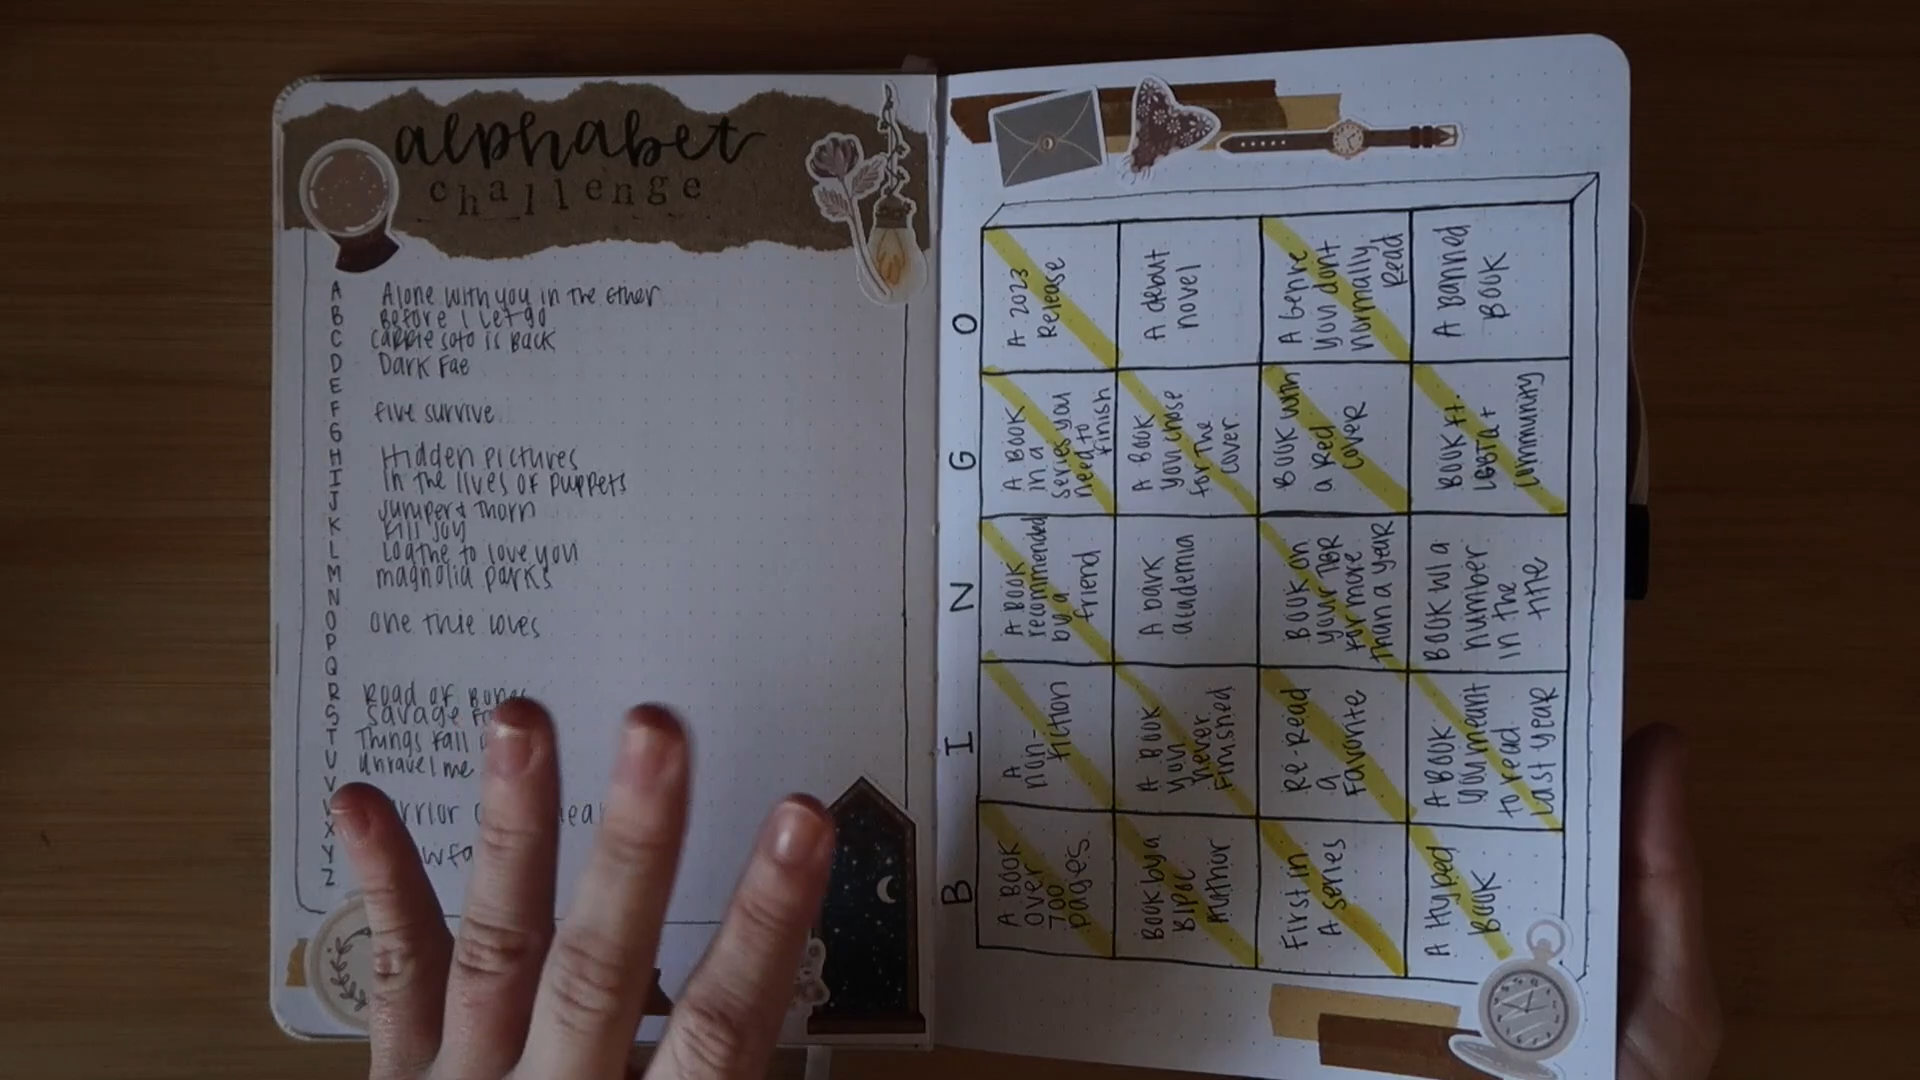 alphabet
challenge
A Alone with you in the Ether
B Before I Let go
C Carrie soto is Back
D Dark Fae
E
F five survive
G
H Hidden pictures
I In the lives of puppets
J Juniper & Thorn
K Kill Joy
L Loathe to love you
M magnolia parks
N
O one true loves
P
Q
R Road of Bones
S Savage
T Things Fall
U Unravel me
V
X
Y
Z
B I N G O
A BOOK
over
700
pages
A
non-
fiction
A BOOK
recommended
by a
friend
A BOOK
in a
series you
need to
finish
A 2023
Release
Book by a
BIPOC
Author
A BOOK
you
never
finished
A dark
academia
A BOOK
you chose
for the
cover
A debut
novel
First in
A series
Re-Read
a
Favorite
BOOK on
your TBR
for more
than a year
BOOK with
a Red
cover
A Genre
you dont
normally
Read
A Hyped
BOOK
A BOOK
you meant
to read
last year
BOOK w/ a
number
in the
title
BOOK ft.
LGBTQ+
community
A Banned
BOOK